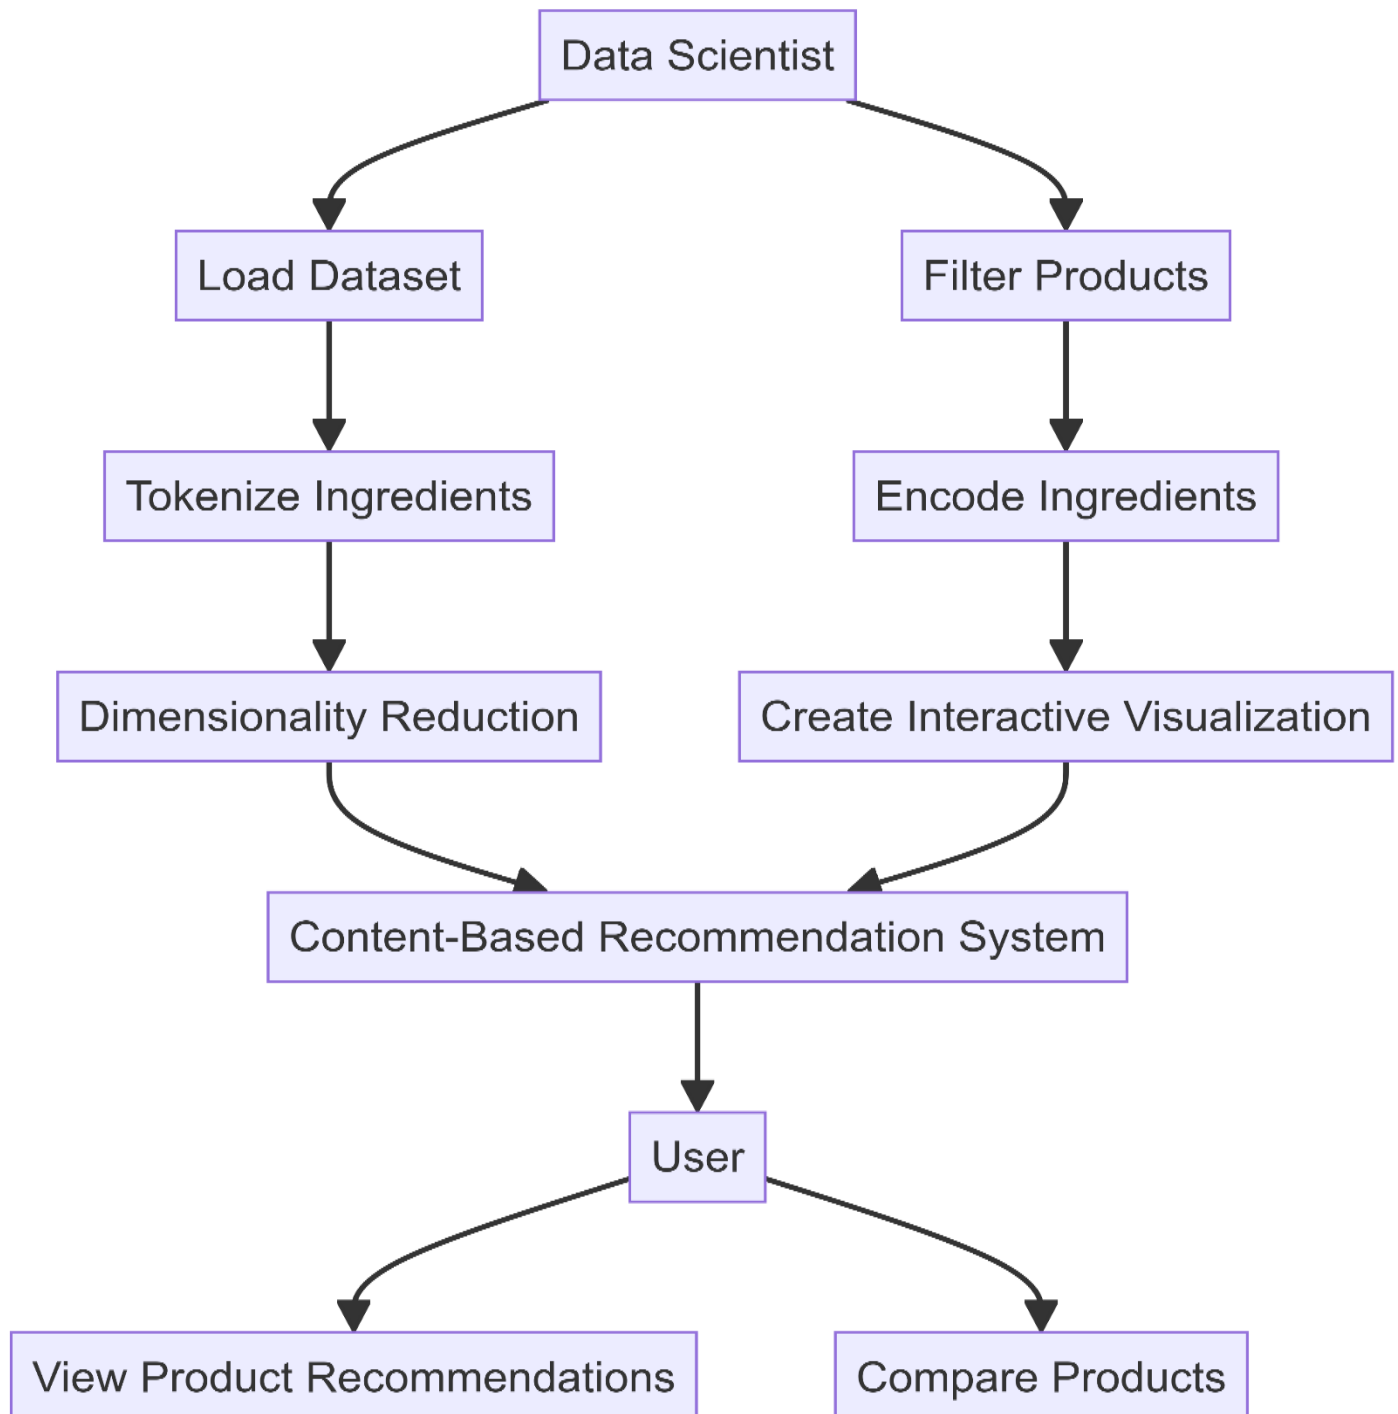 Data Scientist
Load Dataset
Filter Products
Tokenize Ingredients
Encode Ingredients
Dimensionality Reduction
Create Interactive Visualization
Content-Based Recommendation System
User
View Product Recommendations
Compare Products